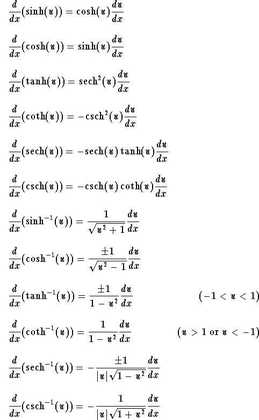 d/dx (sinh(u)) = cosh(u) du/dx
d/dx (cosh(u)) = sinh(u) du/dx
d/dx (tanh(u)) = sech²(u) du/dx
d/dx (coth(u)) = −csch²(u) du/dx
d/dx (sech(u)) = −sech(u) tanh(u) du/dx
d/dx (csch(u)) = −csch(u) coth(u) du/dx
d/dx (sinh⁻¹(u)) = 1/√(u² + 1) du/dx
d/dx (cosh⁻¹(u)) = ±1/√(u² − 1) du/dx
d/dx (tanh⁻¹(u)) = ±1/(1 − u²) du/dx (−1 < u < 1)
d/dx (coth⁻¹(u)) = 1/(1 − u²) du/dx (u > 1 or u < −1)
d/dx (sech⁻¹(u)) = − ±1/(|u|√(1 − u²)) du/dx
d/dx (csch⁻¹(u)) = − 1/(|u|√(1 + u²)) du/dx